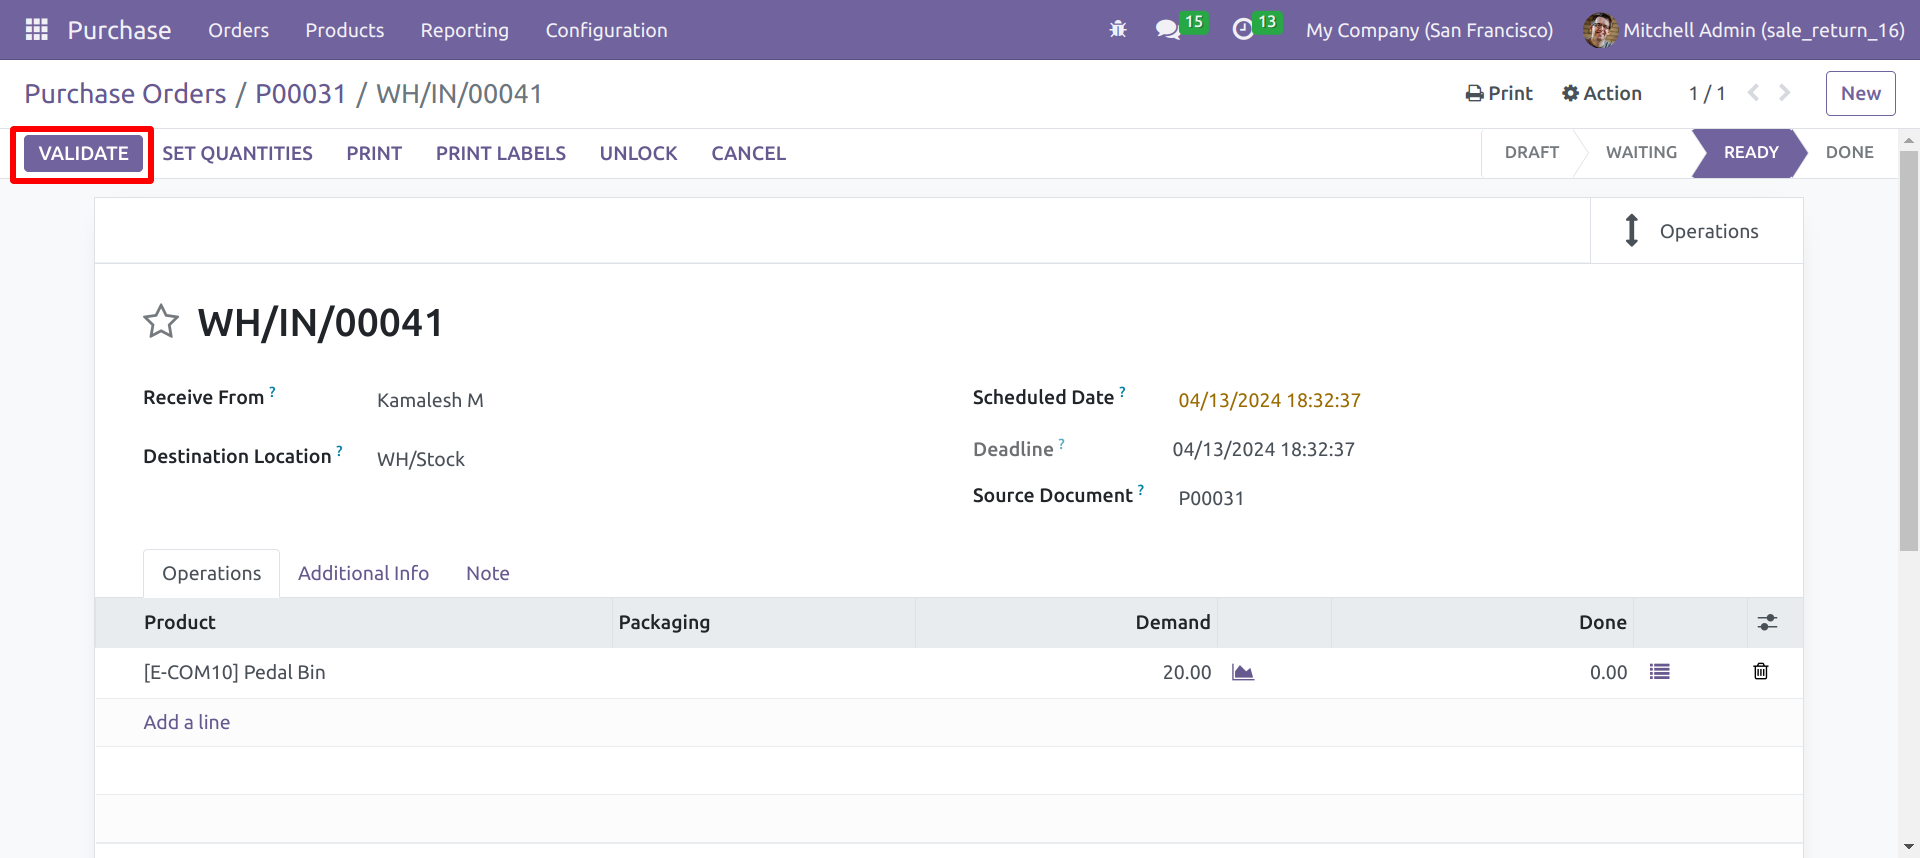 Purchase Orders Products Reporting Configuration 15 13 My Company (San Francisco) Mitchell Admin (sale_return_16)
Purchase Orders / P00031 / WH/IN/00041 Print Action 1 / 1 New
VALIDATE SET QUANTITIES PRINT PRINT LABELS UNLOCK CANCEL DRAFT WAITING READY DONE
Operations
WH/IN/00041
Receive From ? Kamalesh M Scheduled Date ? 04/13/2024 18:32:37
Deadline ? 04/13/2024 18:32:37
Destination Location ? WH/Stock
Source Document ? P00031
Operations Additional Info Note
Product Packaging Demand Done
[E-COM10] Pedal Bin 20.00 0.00
Add a line